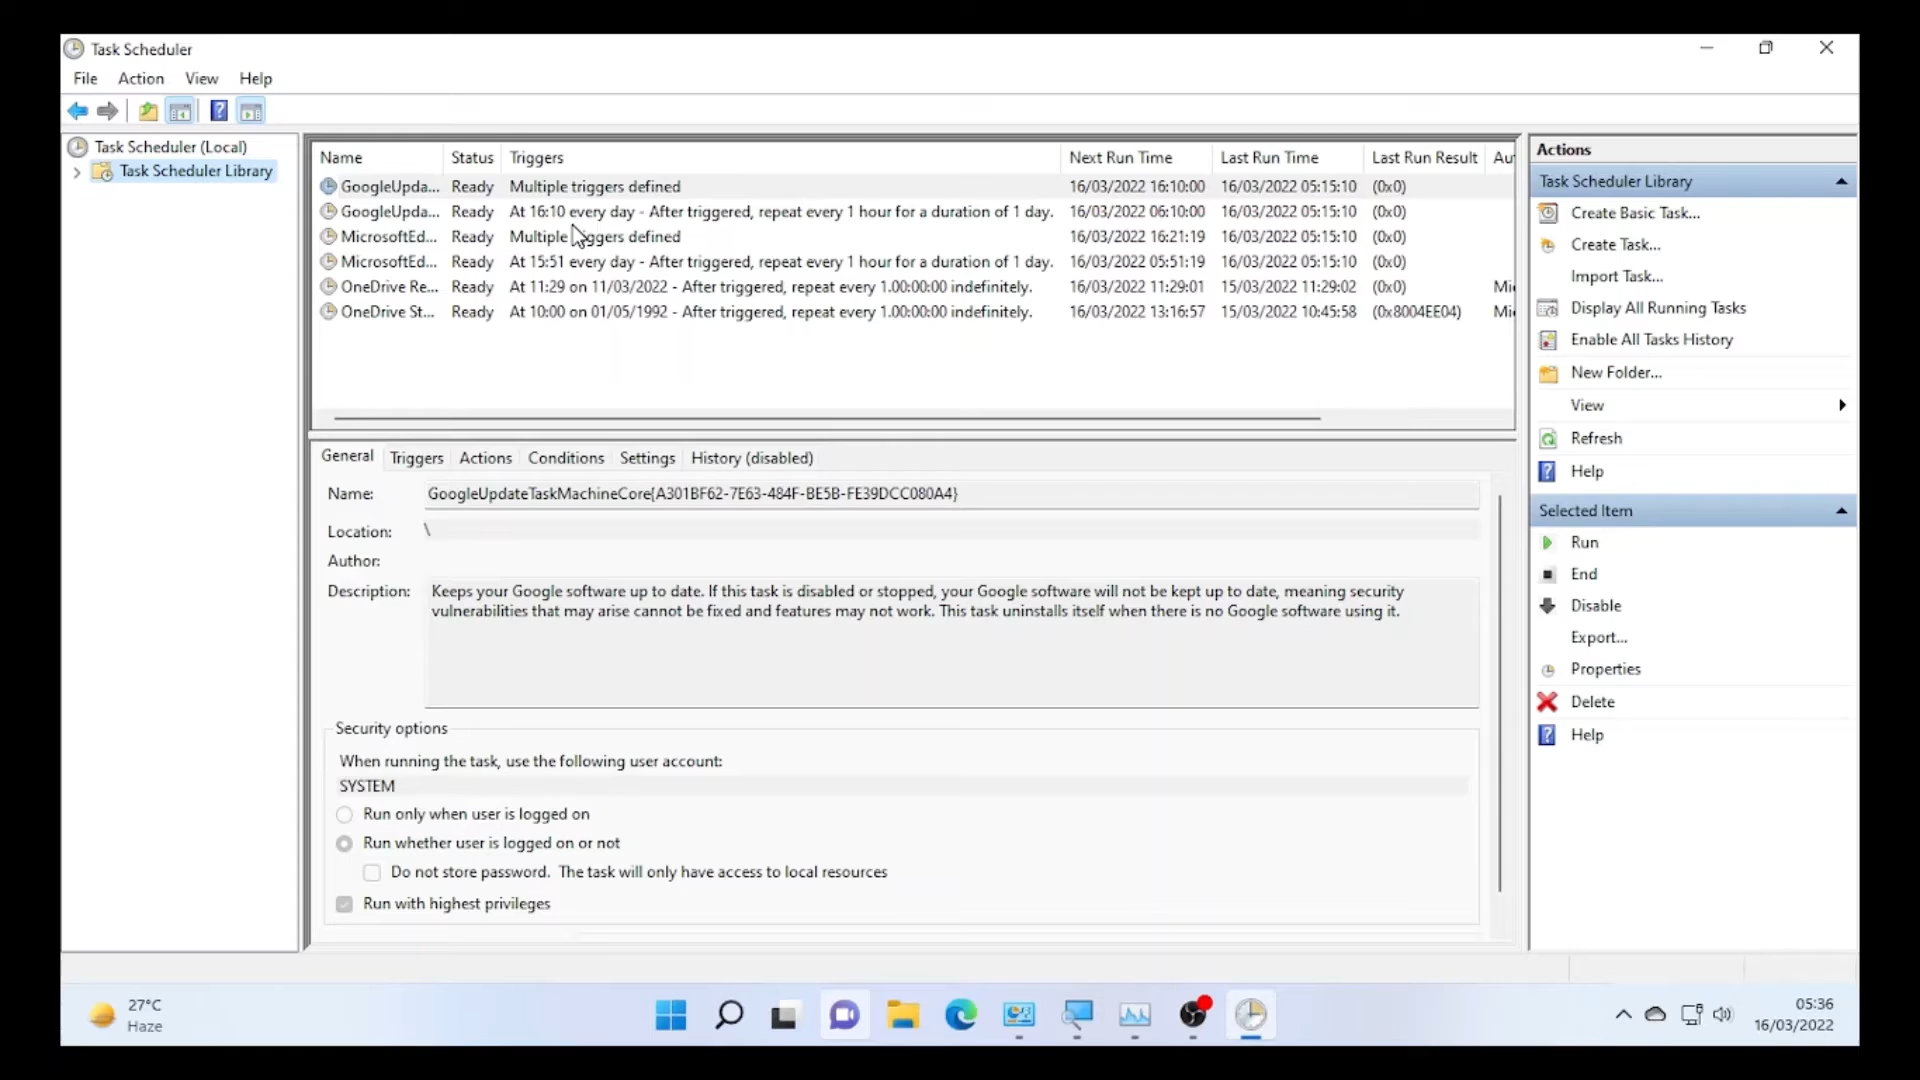 Task Scheduler
File Action View Help
Task Scheduler (Local)
Task Scheduler Library
Name Status Triggers Next Run Time Last Run Time Last Run Result Au
GoogleUpda... Ready Multiple triggers defined 16/03/2022 16:10:00 16/03/2022 05:15:10 (0x0)
GoogleUpda... Ready At 16:10 every day - After triggered, repeat every 1 hour for a duration of 1 day. 16/03/2022 06:10:00 16/03/2022 05:15:10 (0x0)
MicrosoftEd... Ready Multiple triggers defined 16/03/2022 16:21:19 16/03/2022 05:15:10 (0x0)
MicrosoftEd... Ready At 15:51 every day - After triggered, repeat every 1 hour for a duration of 1 day. 16/03/2022 05:51:19 16/03/2022 05:15:10 (0x0)
OneDrive Re... Ready At 11:29 on 11/03/2022 - After triggered, repeat every 1.00:00:00 indefinitely. 16/03/2022 11:29:01 15/03/2022 11:29:02 (0x0) Mi
OneDrive St... Ready At 10:00 on 01/05/1992 - After triggered, repeat every 1.00:00:00 indefinitely. 16/03/2022 13:16:57 15/03/2022 10:45:58 (0x8004EE04) Mi
General Triggers Actions Conditions Settings History (disabled)
Name: GoogleUpdateTaskMachineCore{A301BF62-7E63-484F-BE5B-FE39DCC080A4}
Location: \
Author:
Description: Keeps your Google software up to date. If this task is disabled or stopped, your Google software will not be kept up to date, meaning security
vulnerabilities that may arise cannot be fixed and features may not work. This task uninstalls itself when there is no Google software using it.
Security options
When running the task, use the following user account:
SYSTEM
Run only when user is logged on
Run whether user is logged on or not
Do not store password. The task will only have access to local resources
Run with highest privileges
Actions
Task Scheduler Library
Create Basic Task...
Create Task...
Import Task...
Display All Running Tasks
Enable All Tasks History
New Folder...
View
Refresh
Help
Selected Item
Run
End
Disable
Export...
Properties
Delete
Help
27°C
Haze
05:36
16/03/2022